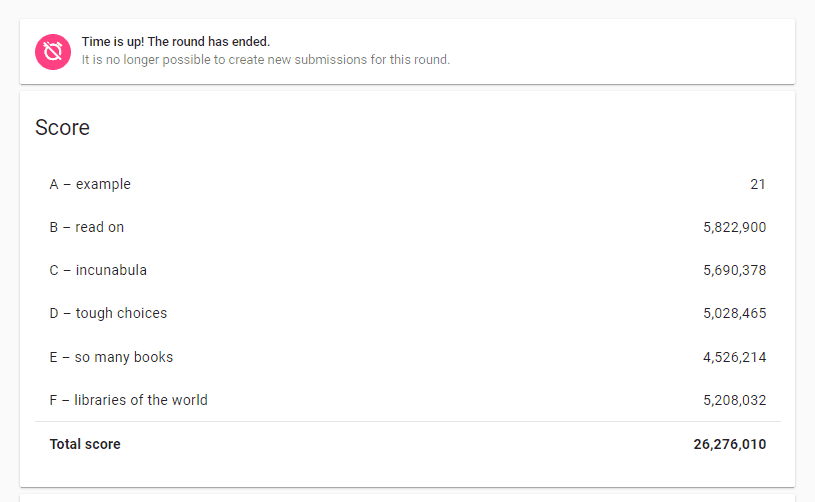 Time is up! The round has ended.
It is no longer possible to create new submissions for this round.
Score
A – example 21
B – read on 5,822,900
C – incunabula 5,690,378
D – tough choices 5,028,465
E – so many books 4,526,214
F – libraries of the world 5,208,032
Total score 26,276,010